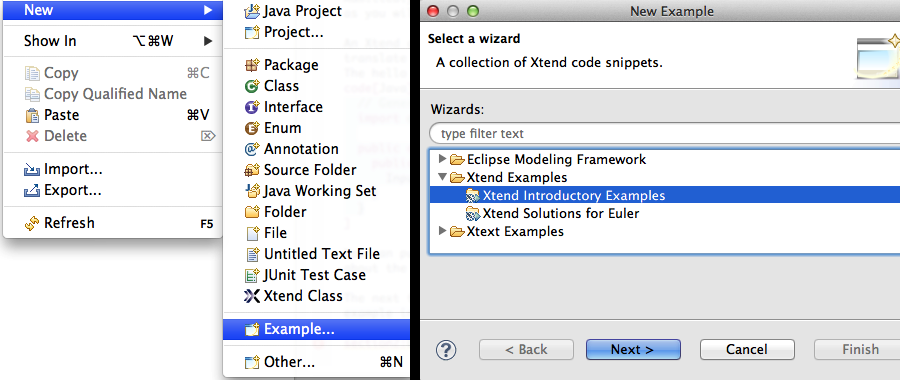 New
Show In ⌥⌘W
Copy ⌘C
Copy Qualified Name
Paste ⌘V
Delete ⌦
Import...
Export...
Refresh F5
Java Project
Project...
Package
Class
Interface
Enum
Annotation
Source Folder
Java Working Set
Folder
File
Untitled Text File
JUnit Test Case
Xtend Class
Example...
Other... ⌘N
New Example
Select a wizard
A collection of Xtend code snippets.
Wizards:
type filter text
Eclipse Modeling Framework
Xtend Examples
Xtend Introductory Examples
Xtend Solutions for Euler
Xtext Examples
? < Back Next > Cancel Finish